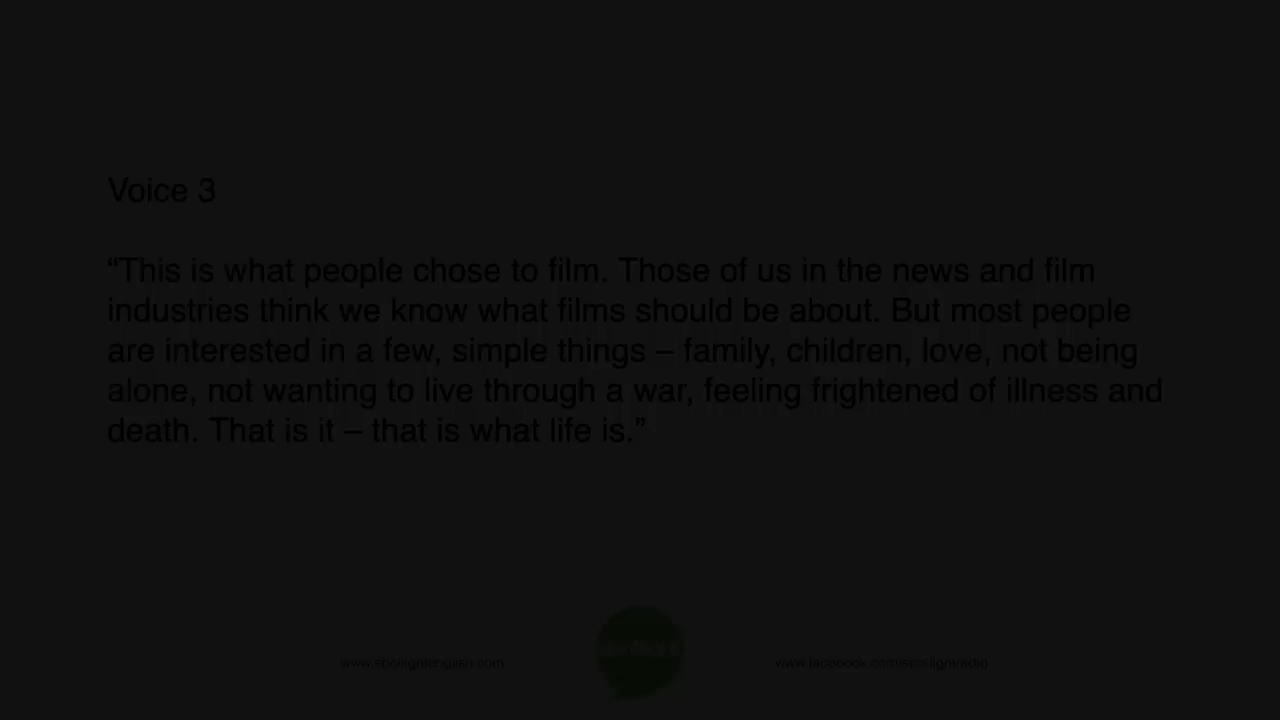 Voice 3
“This is what people chose to film. Those of us in the news and film
industries think we know what films should be about. But most people
are interested in a few, simple things – family, children, love, not being
alone, not wanting to live through a war, feeling frightened of illness and
death. That is it – that is what life is.”
www.spotlightenglish.com
www.facebook.com/spotlightradio